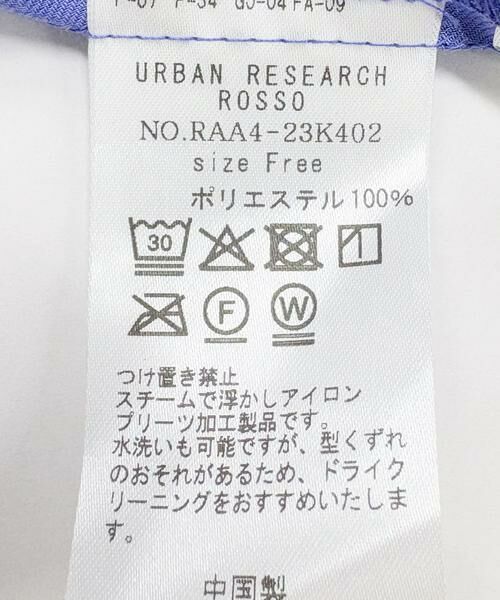 URBAN RESEARCH
ROSSO
NO.RAA4-23K402
size Free
ポリエステル100%
30
F W
つけ置き禁止
スチームで浮かしアイロン
プリーツ加工製品です。
水洗いも可能ですが、型くずれ
のおそれがあるため、ドライク
リーニングをおすすめいたしま
す。
中国製